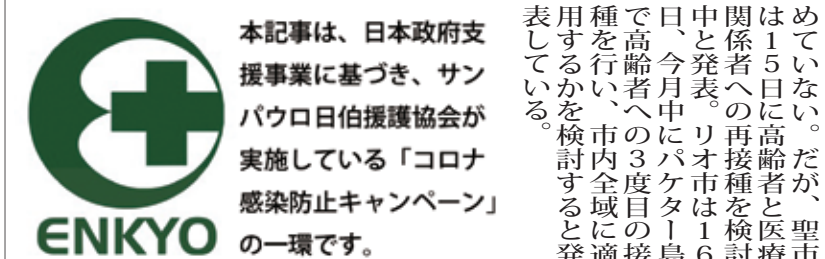 めていない。だが、聖市
は１５日に高齢者と医療
関係者への再接種を検討
中と発表。リオ市は１６
日、今月中にパケター島
で高齢者への３度目の接
種を行い、市内全域に適
用するかを検討すると発
表している。
本記事は、日本政府支
援事業に基づき、サン
パウロ日伯援護協会が
実施している「コロナ
感染防止キャンペーン」
の一環です。
ENKYO